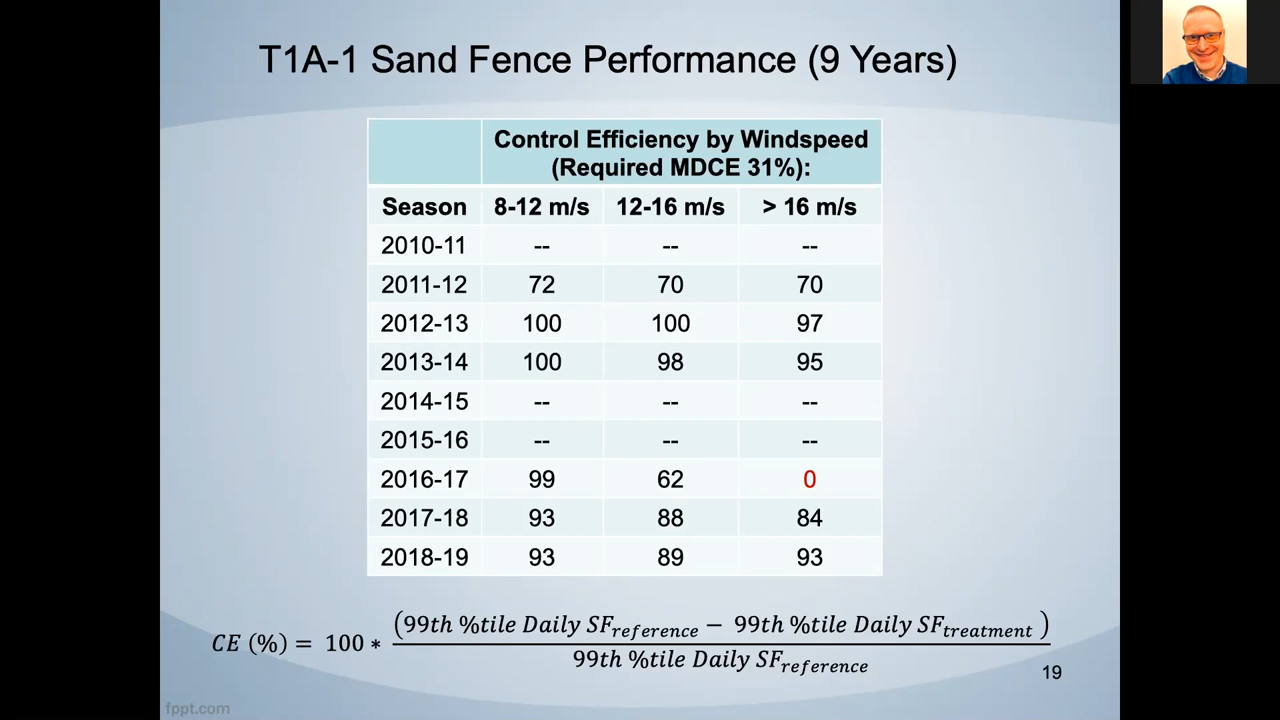 T1A-1 Sand Fence Performance (9 Years)
Control Efficiency by Windspeed
(Required MDCE 31%):
Season 8-12 m/s 12-16 m/s > 16 m/s
2010-11 -- -- --
2011-12 72 70 70
2012-13 100 100 97
2013-14 100 98 95
2014-15 -- -- --
2015-16 -- -- --
2016-17 99 62 0
2017-18 93 88 84
2018-19 93 89 93
CE (%) = 100 * (99th %tile Daily SF_reference − 99th %tile Daily SF_treatment) / 99th %tile Daily SF_reference
19
fppt.com